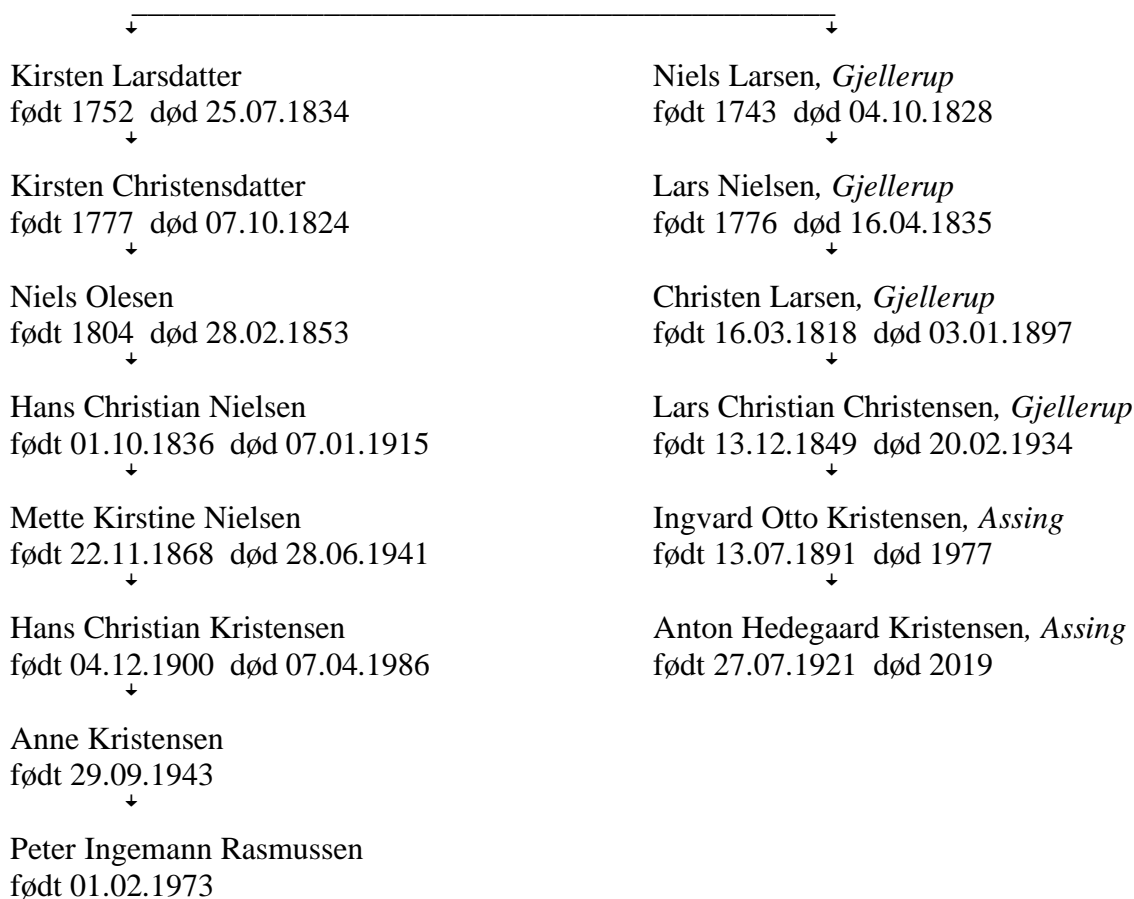 Kirsten Larsdatter
født 1752 død 25.07.1834
Kirsten Christensdatter
født 1777 død 07.10.1824
Niels Olesen
født 1804 død 28.02.1853
Hans Christian Nielsen
født 01.10.1836 død 07.01.1915
Mette Kirstine Nielsen
født 22.11.1868 død 28.06.1941
Hans Christian Kristensen
født 04.12.1900 død 07.04.1986
Anne Kristensen
født 29.09.1943
Peter Ingemann Rasmussen
født 01.02.1973
Niels Larsen, Gjellerup
født 1743 død 04.10.1828
Lars Nielsen, Gjellerup
født 1776 død 16.04.1835
Christen Larsen, Gjellerup
født 16.03.1818 død 03.01.1897
Lars Christian Christensen, Gjellerup
født 13.12.1849 død 20.02.1934
Ingvard Otto Kristensen, Assing
født 13.07.1891 død 1977
Anton Hedegaard Kristensen, Assing
født 27.07.1921 død 2019